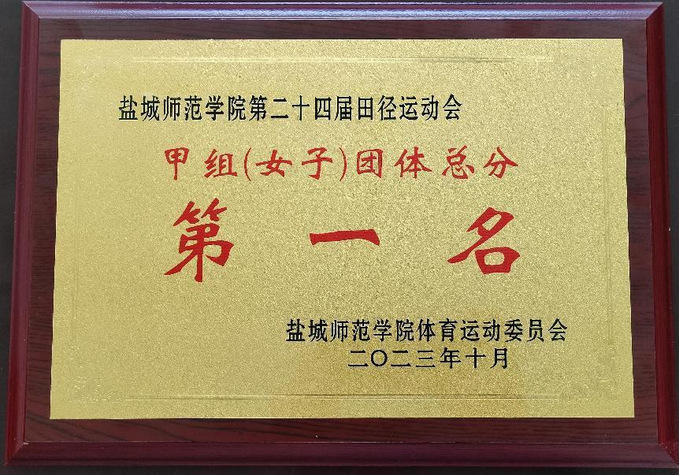 盐城师范学院第二十四届田径运动会
甲组(女子)团体总分
第一名
盐城师范学院体育运动委员会
二〇二三年十月